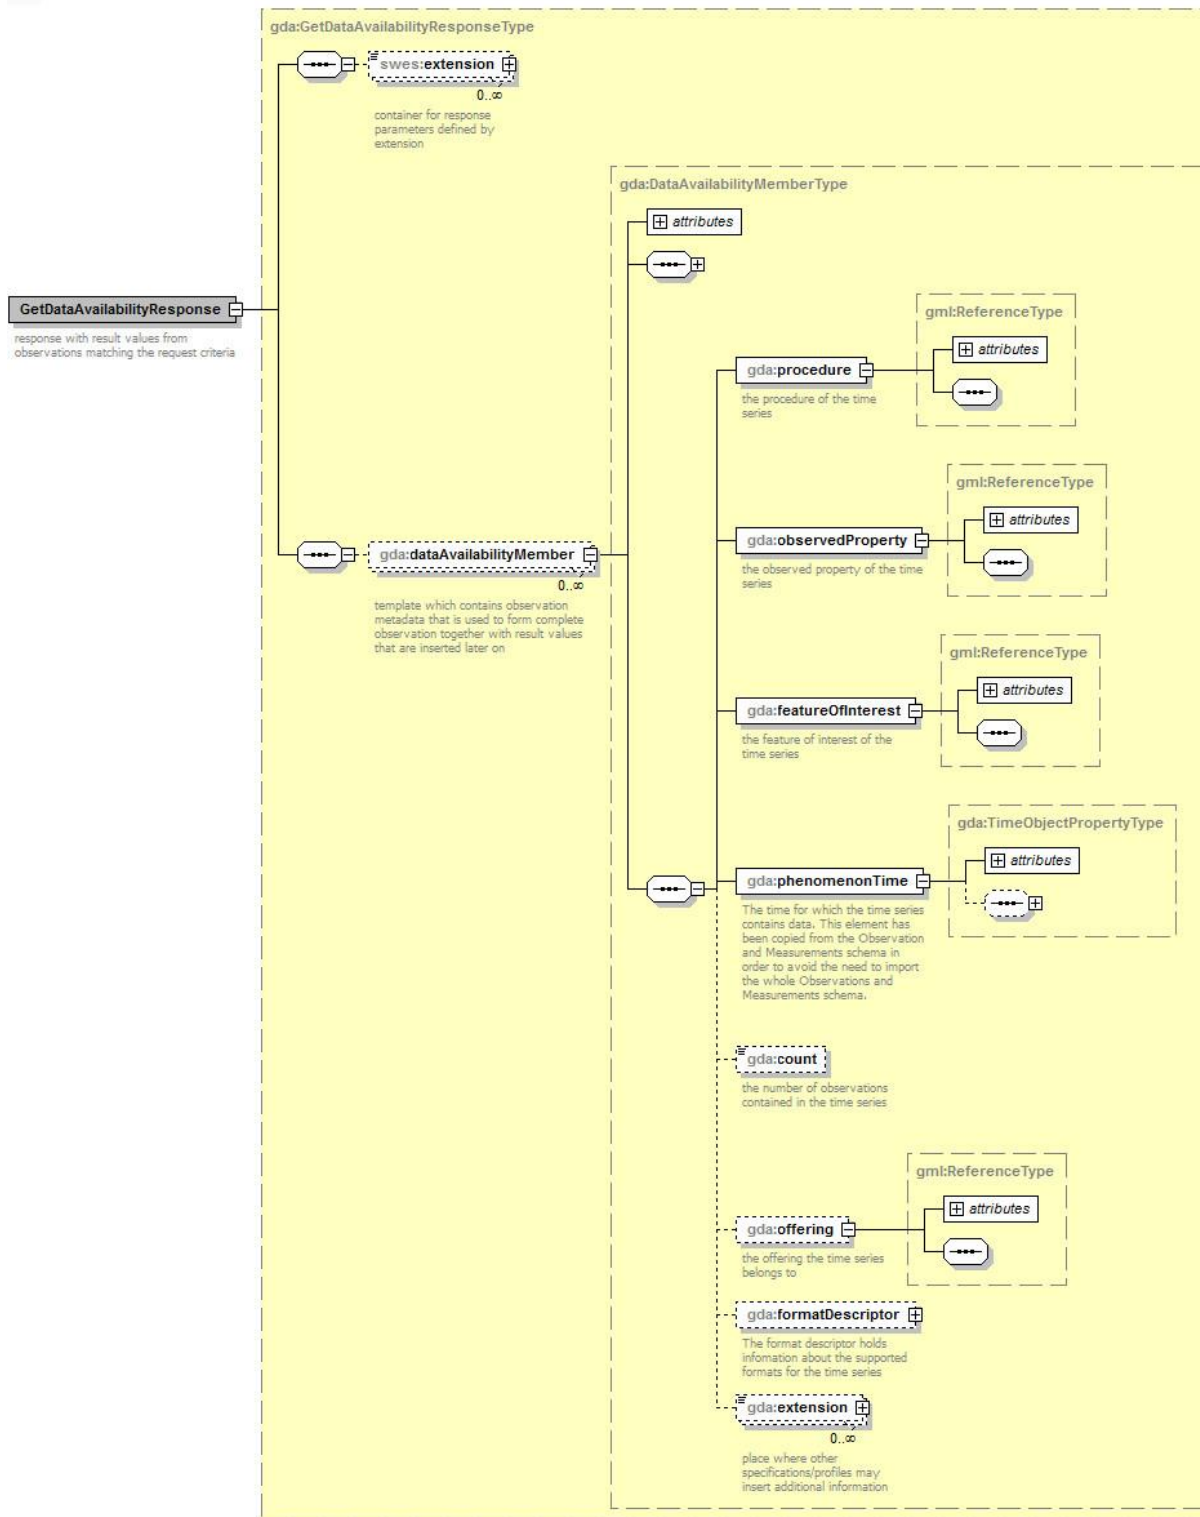 gda:GetDataAvailabilityResponseType
swes:extension
0..∞
container for response
parameters defined by
extension
gda:DataAvailabilityMemberType
attributes
GetDataAvailabilityResponse
response with result values from
observations matching the request criteria
gml:ReferenceType
attributes
gda:procedure
the procedure of the time
series
gml:ReferenceType
attributes
gda:observedProperty
the observed property of the time
series
gda:dataAvailabilityMember
0..∞
template which contains observation
metadata that is used to form complete
observation together with result values
that are inserted later on
gml:ReferenceType
attributes
gda:featureOfInterest
the feature of interest of the
time series
gda:TimeObjectPropertyType
attributes
gda:phenomenonTime
The time for which the time series
contains data. This element has
been copied from the Observation
and Measurements schema in
order to avoid the need to import
the whole Observations and
Measurements schema.
gda:count
the number of observations
contained in the time series
gml:ReferenceType
attributes
gda:offering
the offering the time series
belongs to
gda:formatDescriptor
The format descriptor holds
infomation about the supported
formats for the time series
gda:extension
0..∞
place where other
specifications/profiles may
insert additional information